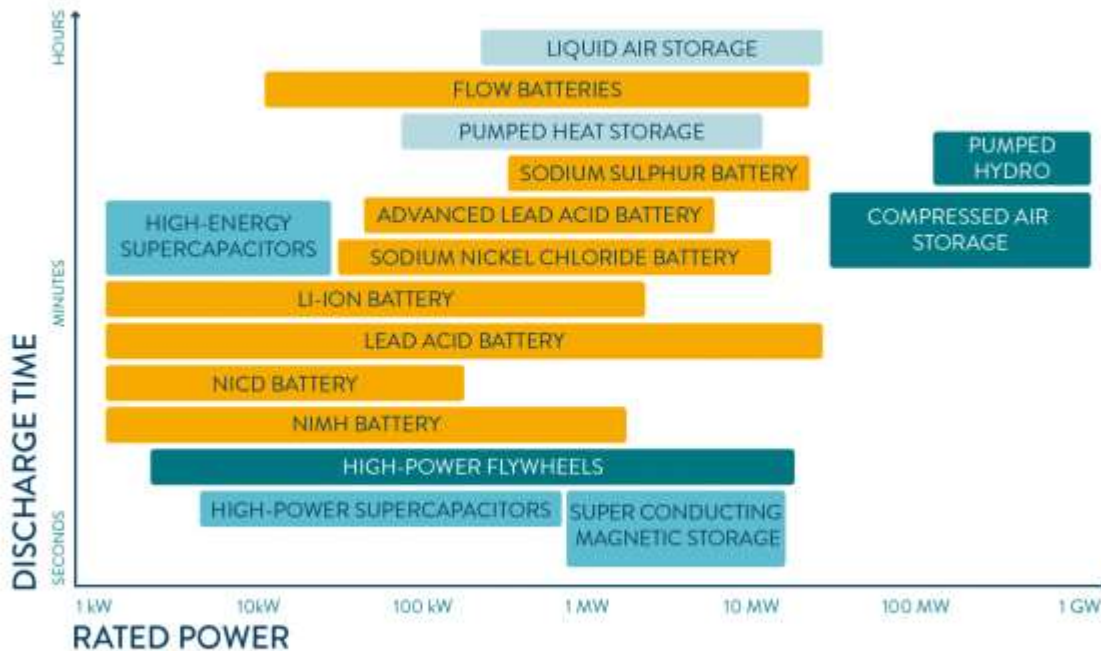 HOURS
LIQUID AIR STORAGE
FLOW BATTERIES
PUMPED HEAT STORAGE
PUMPED
HYDRO
SODIUM SULPHUR BATTERY
HIGH-ENERGY
SUPERCAPACITORS
ADVANCED LEAD ACID BATTERY
COMPRESSED AIR
STORAGE
SODIUM NICKEL CHLORIDE BATTERY
MINUTES
LI-ION BATTERY
LEAD ACID BATTERY
DISCHARGE TIME
NICD BATTERY
NIMH BATTERY
HIGH-POWER FLYWHEELS
HIGH-POWER SUPERCAPACITORS
SUPER CONDUCTING
MAGNETIC STORAGE
SECONDS
1 kW 10kW 100 kW 1 MW 10 MW 100 MW 1 GW
RATED POWER